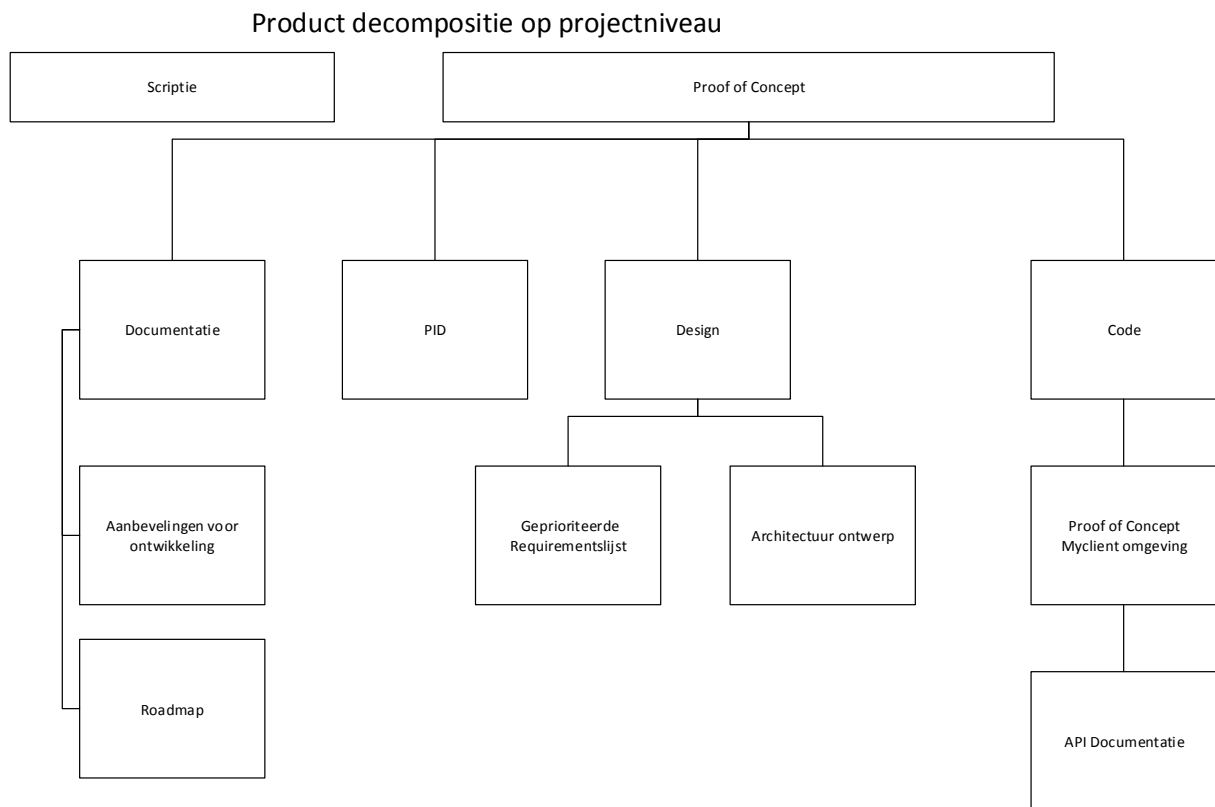 Product decompositie op projectniveau
Scriptie
Proof of Concept
Documentatie
PID
Design
Code
Aanbevelingen voor
ontwikkeling
Geprioriteerde
Requirementslijst
Architectuur ontwerp
Proof of Concept
Myclient omgeving
Roadmap
API Documentatie